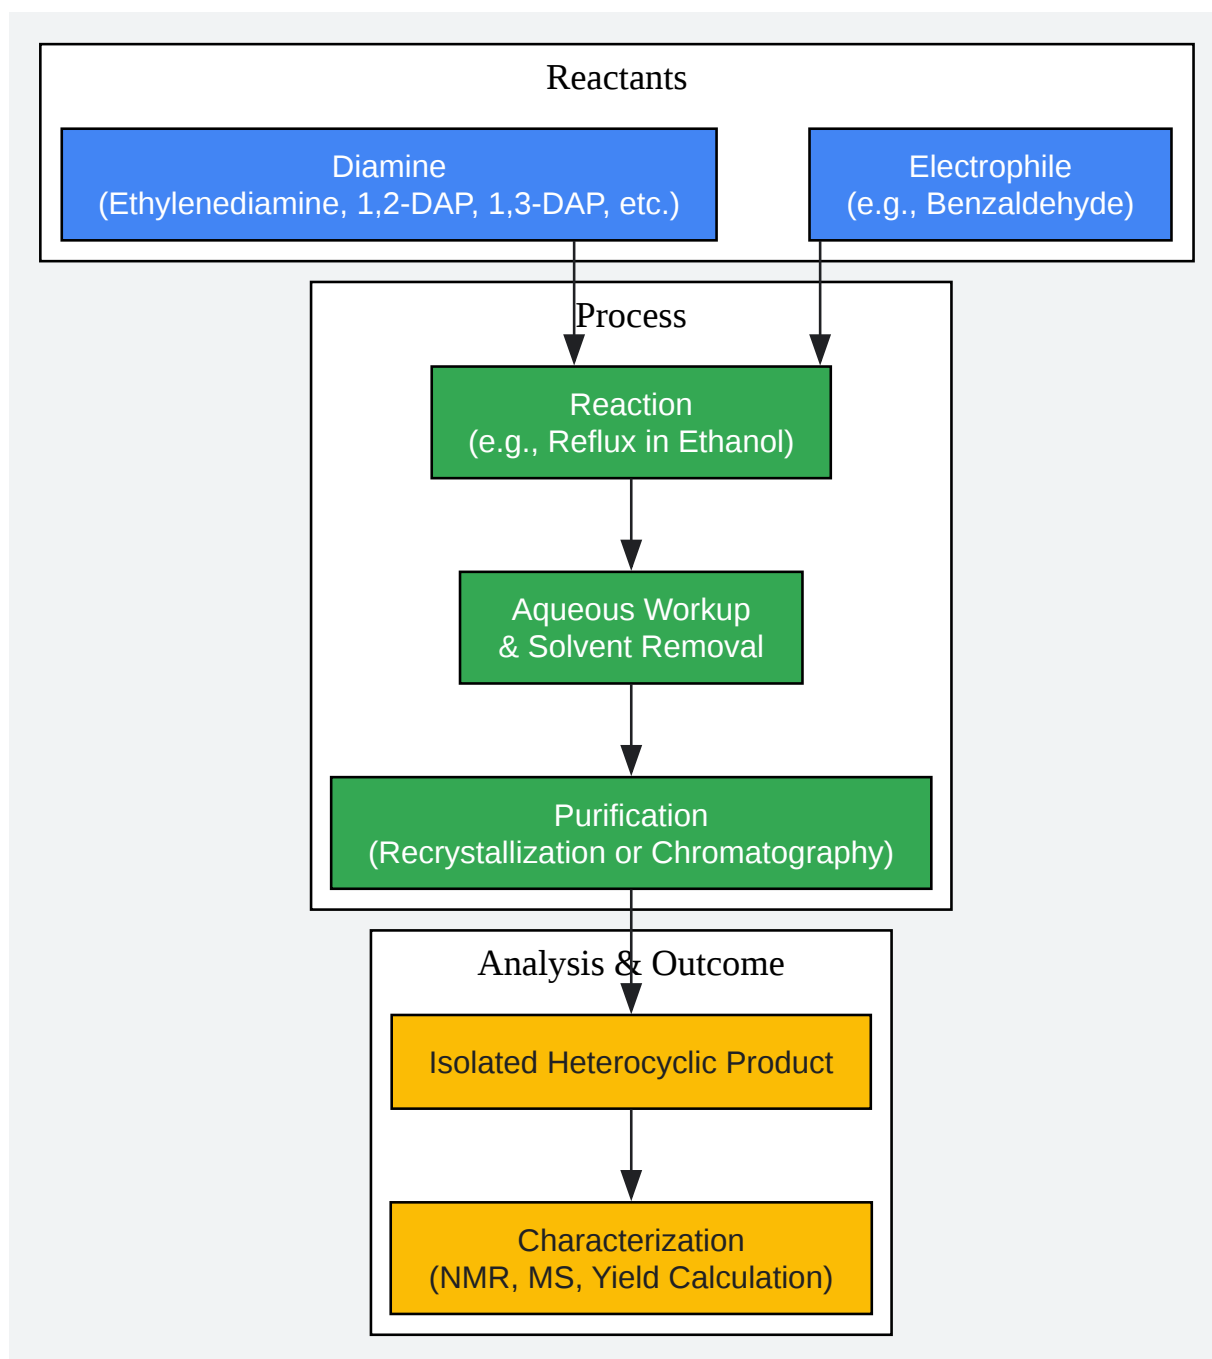 Reactants
Diamine
(Ethylenediamine, 1,2-DAP, 1,3-DAP, etc.)
Electrophile
(e.g., Benzaldehyde)
Process
Reaction
(e.g., Reflux in Ethanol)
Aqueous Workup
& Solvent Removal
Purification
(Recrystallization or Chromatography)
Analysis & Outcome
Isolated Heterocyclic Product
Characterization
(NMR, MS, Yield Calculation)